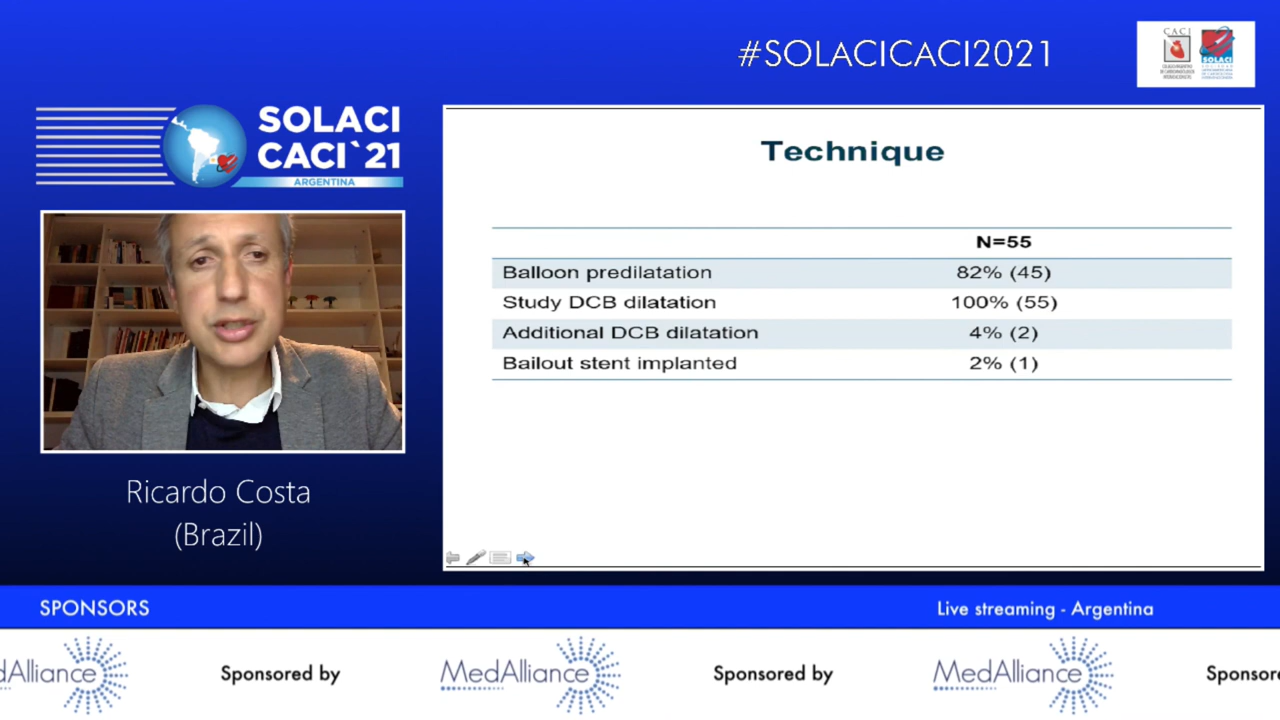 #SOLACICACI2021
CACI
SOLACI
SOLACI
CACI`21
ARGENTINA
Technique
N=55
Balloon predilatation 82% (45)
Study DCB dilatation 100% (55)
Additional DCB dilatation 4% (2)
Bailout stent implanted 2% (1)
Ricardo Costa
(Brazil)
SPONSORS
Live streaming - Argentina
dAlliance Sponsored by MedAlliance Sponsored by MedAlliance Sponsore